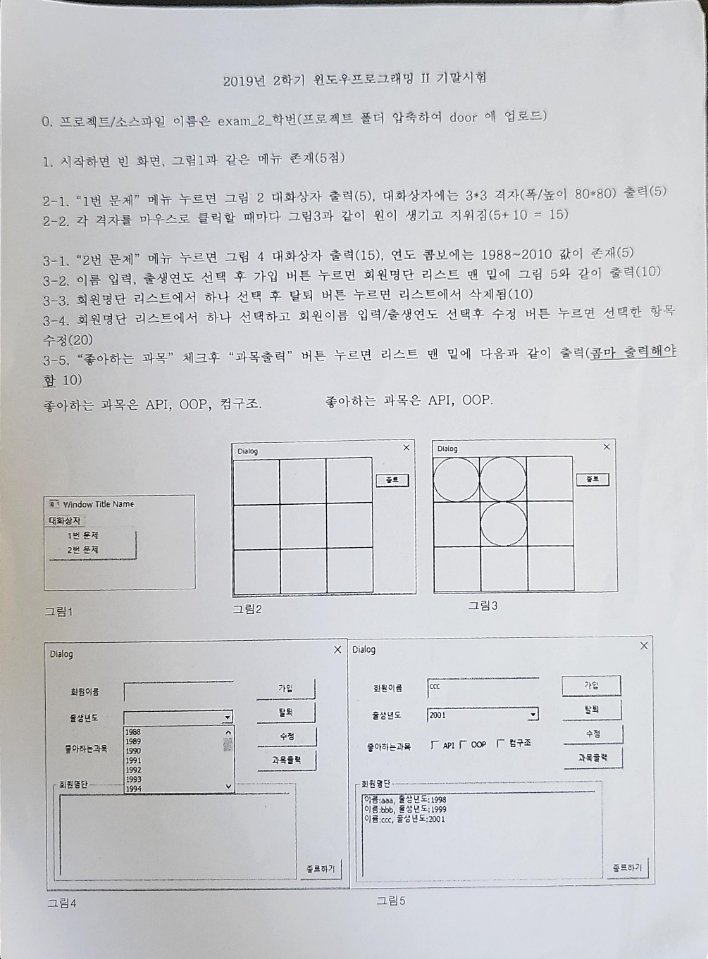 2019년 2학기 윈도우프로그래밍 II 기말시험
0. 프로젝트/소스파일 이름은 exam_2_학번(프로젝트 폴더 압축하여 door 에 업로드)
1. 시작하면 빈 화면, 그림1과 같은 메뉴 존재(5점)
2-1. “1번 문제” 메뉴 누르면 그림 2 대화상자 출력(5), 대화상자에는 3*3 격자(폭/높이 80*80) 출력(5)
2-2. 각 격자를 마우스로 클릭할 때마다 그림3과 같이 원이 생기고 지워짐(5+10 = 15)
3-1. “2번 문제” 메뉴 누르면 그림 4 대화상자 출력(15), 연도 콤보에는 1988~2010 값이 존재(5)
3-2. 이름 입력, 출생연도 선택 후 가입 버튼 누르면 회원명단 리스트 맨 밑에 그림 5와 같이 출력(10)
3-3. 회원명단 리스트에서 하나 선택 후 탈퇴 버튼 누르면 리스트에서 삭제됨(10)
3-4. 회원명단 리스트에서 하나 선택하고 회원이름 입력/출생연도 선택후 수정 버튼 누르면 선택한 항목
수정(20)
3-5. “좋아하는 과목” 체크후 “과목출력” 버튼 누르면 리스트 맨 밑에 다음과 같이 출력(콤마 출력해야
함 10)
좋아하는 과목은 API, OOP, 컴구조. 좋아하는 과목은 API, OOP.
Window Title Name
대화상자
1번 문제
2번 문제
그림1
Dialog
종료
그림2
Dialog
종료
그림3
Dialog
회원이름
가입
출생년도
탈퇴
1988
1989
1990
1991
1992
1993
1994
수정
좋아하는과목
과목출력
회원명단
종료하기
그림4
Dialog
회원이름
ccc
가입
출생년도
2001
탈퇴
좋아하는과목
API
OOP
컴구조
수정
과목출력
회원명단
이름:aaa, 출생년도:1998
이름:bbb, 출생년도:1999
이름:ccc, 출생년도:2001
종료하기
그림5